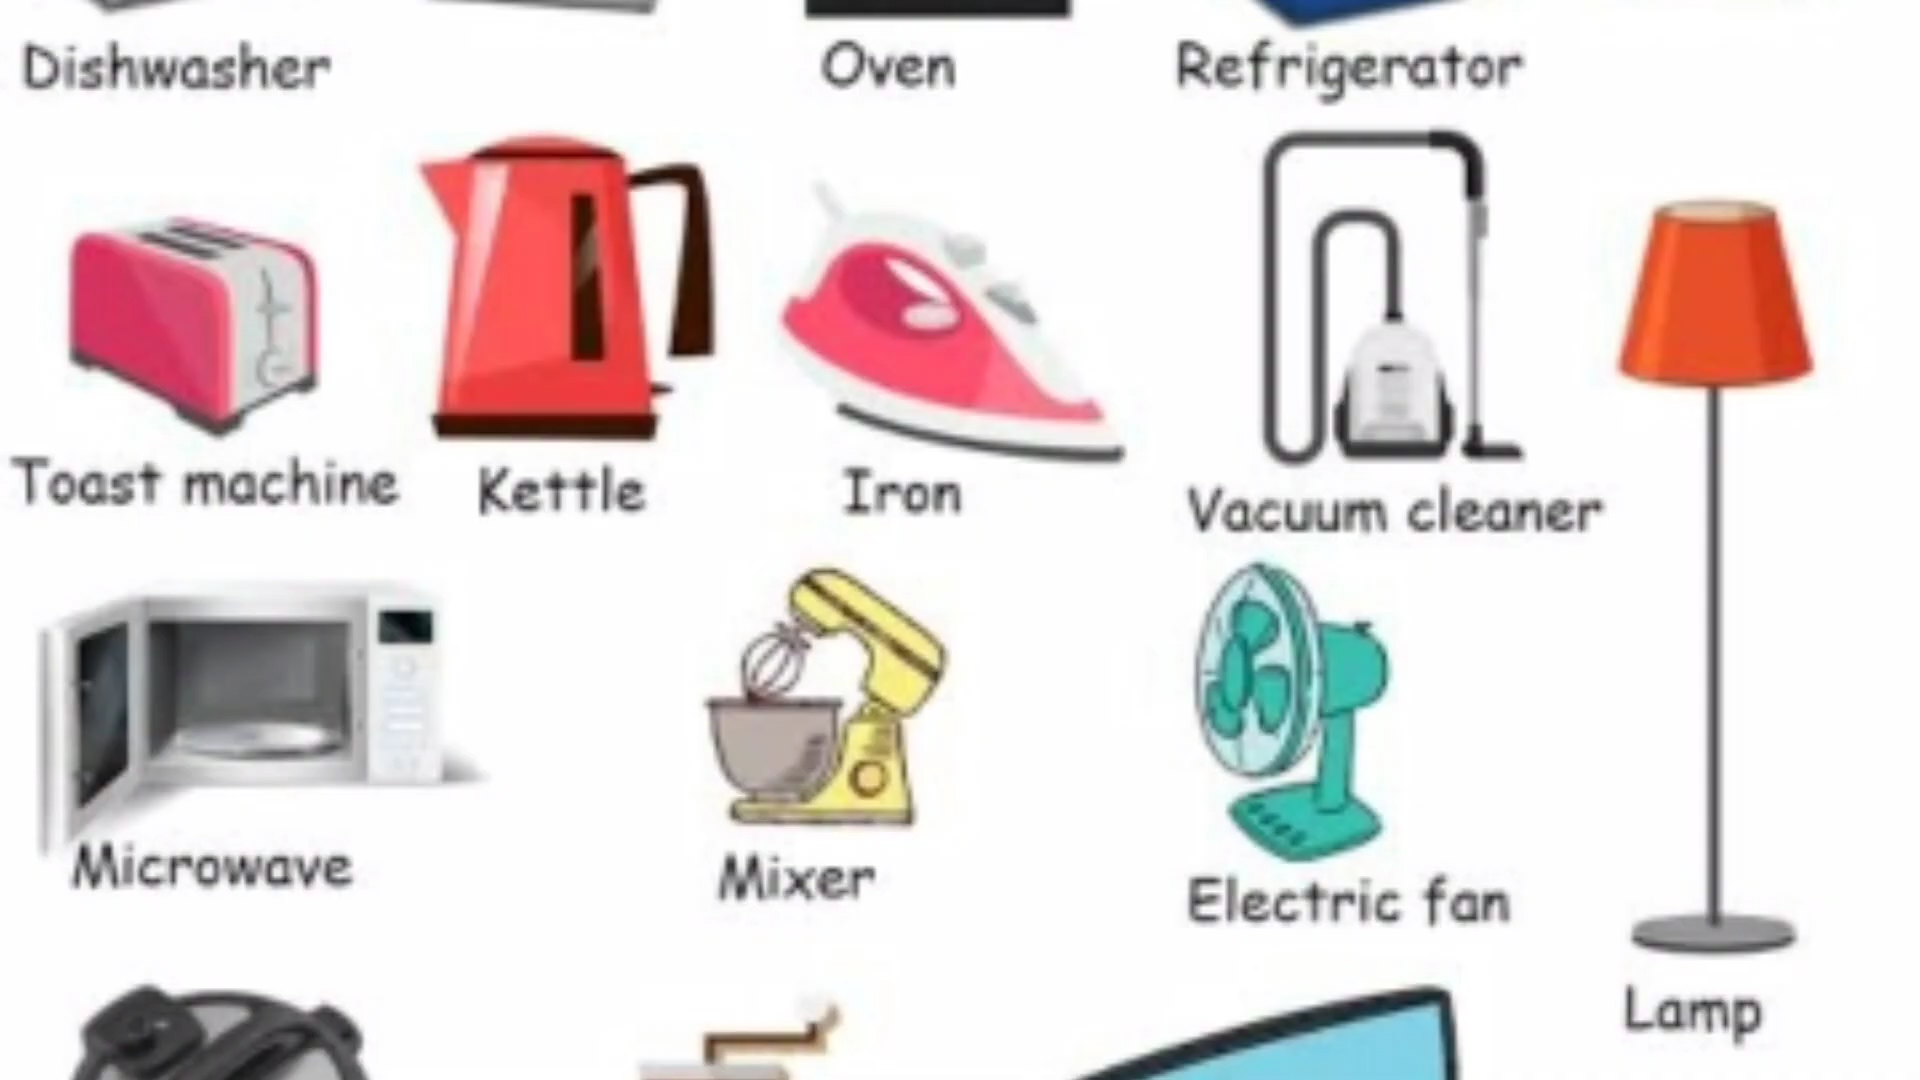 Dishwasher
Oven
Refrigerator
Toast machine
Kettle
Iron
Vacuum cleaner
Microwave
Mixer
Electric fan
Lamp